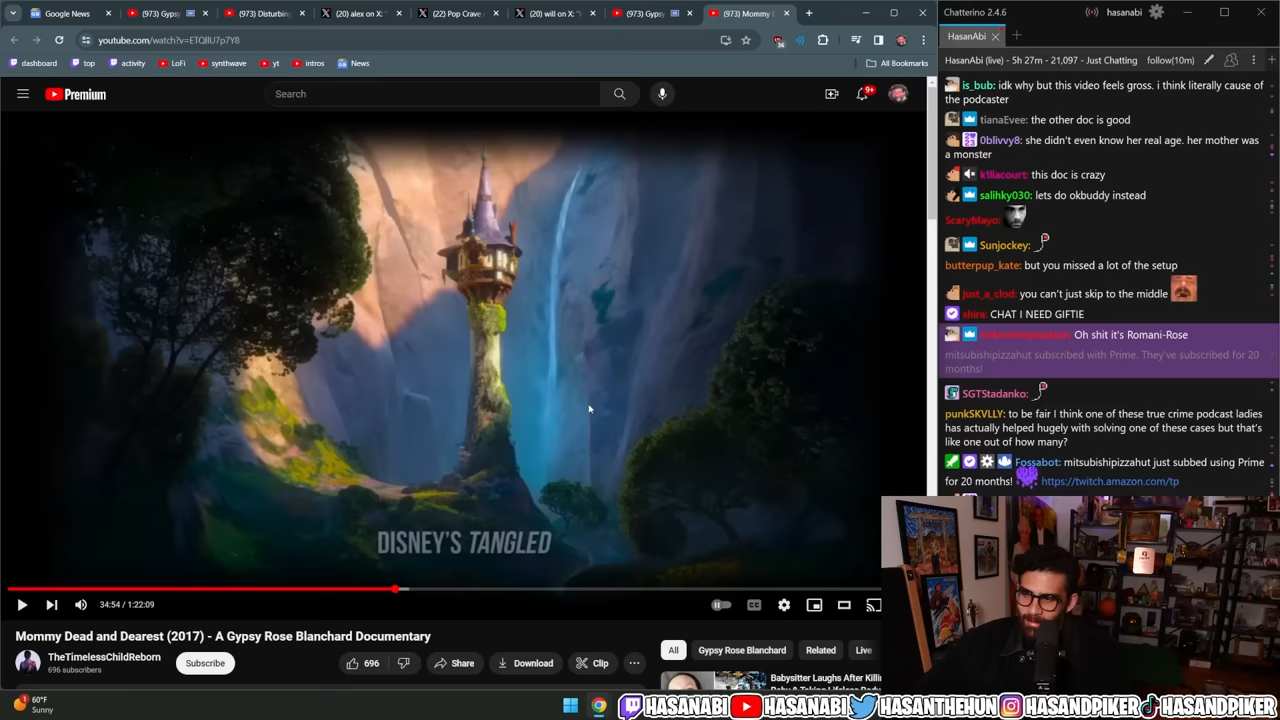 (973) Gypsy
(973) Disturbin
(20) alex on X: "
(22) Pop Crave
(20) will on X: "
(973) Gypsy
(973) Mommy D
Google News
youtube.com/watch?v=ETQIlU7p7Y8
dashboard
top
activity
LoFi
synthwave
yt
intros
News
All Bookmarks
Premium
Search
9+
DISNEY'S TANGLED
34:54 / 1:22:09
Mommy Dead and Dearest (2017) - A Gypsy Rose Blanchard Documentary
TheTimelessChildReborn
696 subscribers
Subscribe
696
Share
Download
Clip
All
Gypsy Rose Blanchard
Related
Live
Babysitter Laughs After Killin
60°F
Sunny
Chatterino 2.4.6
hasanabi
HasanAbi
HasanAbi (live) - 5h 27m - 21,097 - Just Chatting
follow(10m)
is_bub: idk why but this video feels gross. i think literally cause of
the podcaster
tianaEvee: the other doc is good
0blivvy8: she didn't even know her real age. her mother was
a monster
k1llacourt: this doc is crazy
salihky030: lets do okbuddy instead
ScaryMayo:
Sunjockey:
butterpup_kate: but you missed a lot of the setup
just_a_clod: you can't just skip to the middle
shira: CHAT I NEED GIFTIE
mitsubishipizzahut: Oh shit it's Romani-Rose
mitsubishipizzahut subscribed with Prime. They've subscribed for 20
months!
SGTStadanko:
punkSKVLLY: to be fair I think one of these true crime podcast ladies
has actually helped hugely with solving one of these cases but that's
like one out of how many?
Fossabot: mitsubishipizzahut just subbed using Prime
for 20 months! https://twitch.amazon.com/tp
HASANABI
HASANABI
HASANTHEHUN
HASANDPIKER
HASANDPIKER